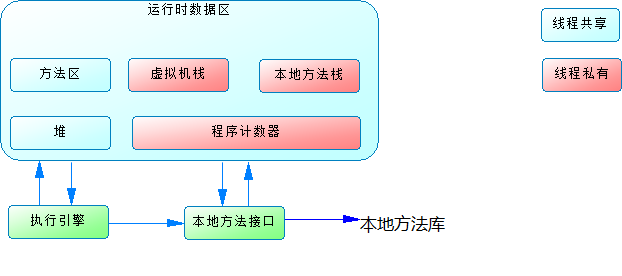 运行时数据区
线程共享
方法区
虚拟机栈
本地方法栈
线程私有
堆
程序计数器
执行引擎
本地方法接口
本地方法库